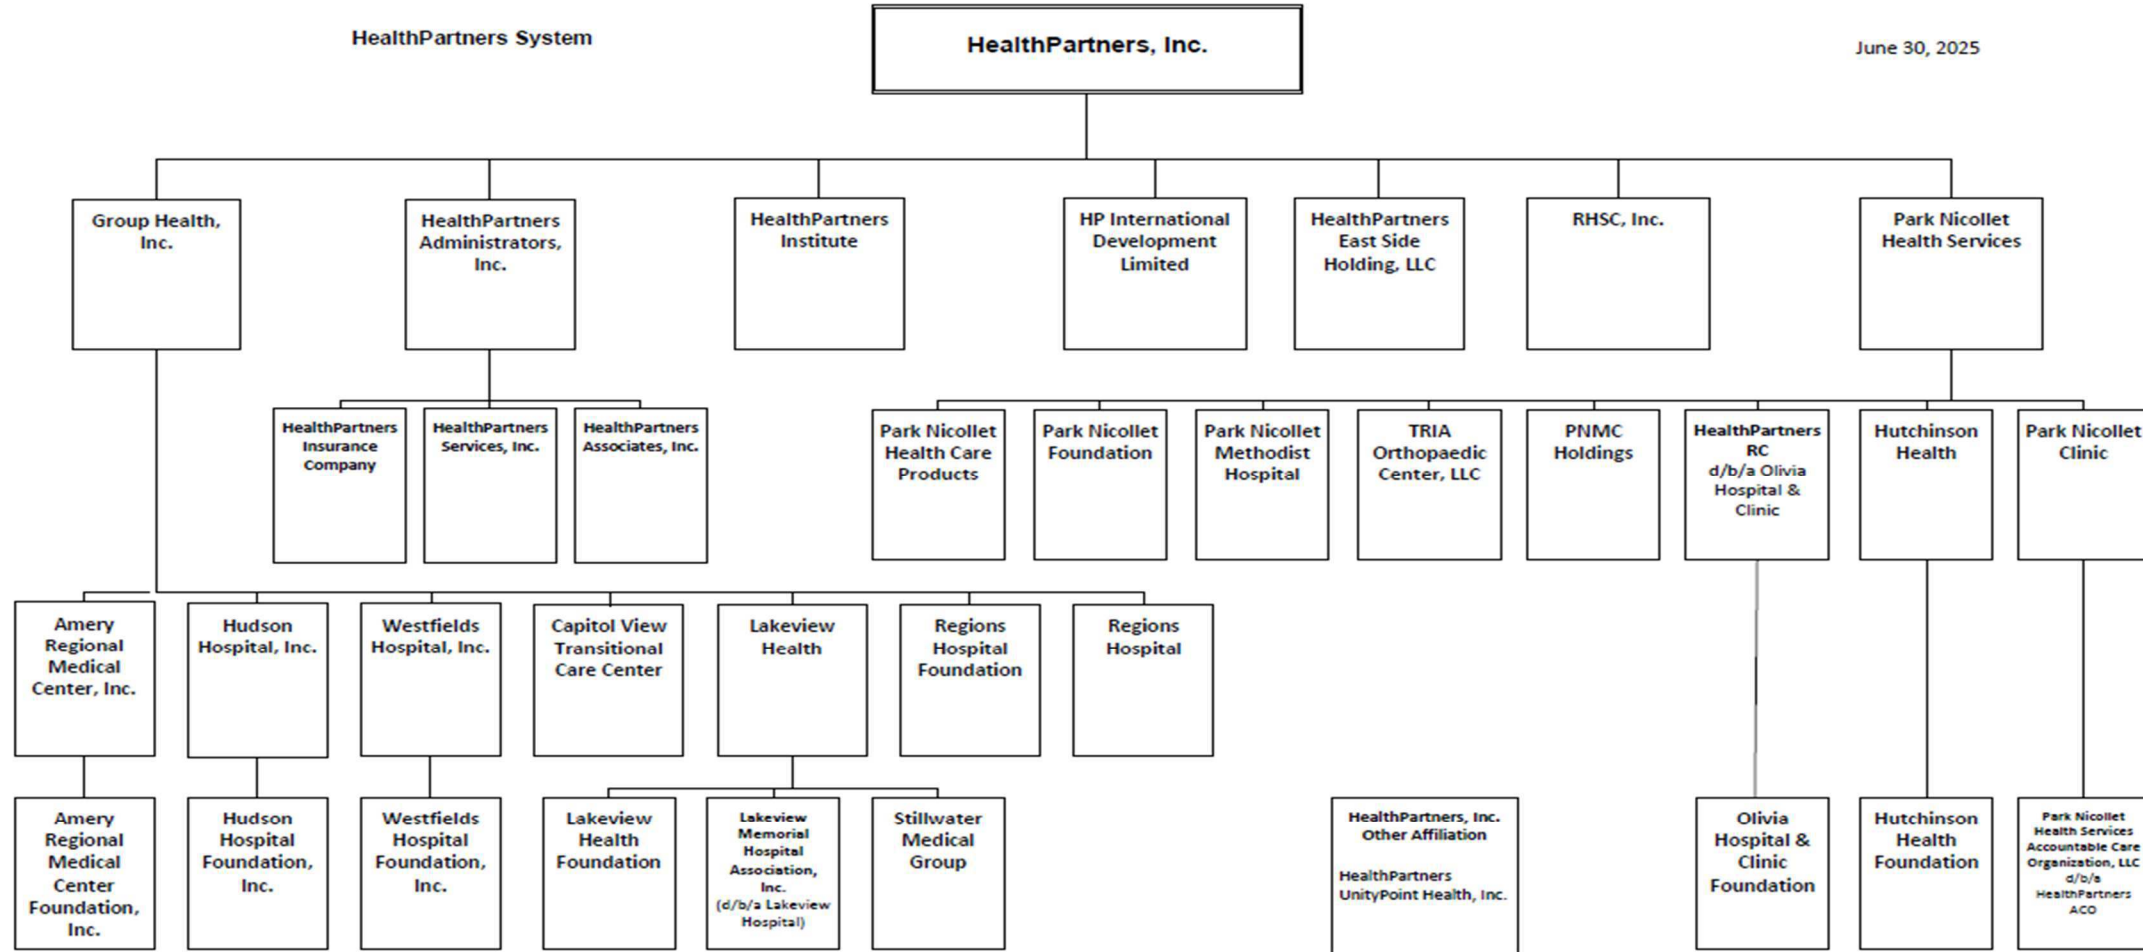 HealthPartners System
HealthPartners, Inc.
June 30, 2025
Group Health,
Inc.
HealthPartners
Administrators,
Inc.
HealthPartners
Institute
HP International
Development
Limited
HealthPartners
East Side
Holding, LLC
RHSC, Inc.
Park Nicollet
Health Services
HealthPartners
Insurance
Company
HealthPartners
Services, Inc.
HealthPartners
Associates, Inc.
Park Nicollet
Health Care
Products
Park Nicollet
Foundation
Park Nicollet
Methodist
Hospital
TRIA
Orthopaedic
Center, LLC
PNMC
Holdings
HealthPartners
RC
d/b/a Olivia
Hospital &
Clinic
Hutchinson
Health
Park Nicollet
Clinic
Amery
Regional
Medical
Center, Inc.
Hudson
Hospital, Inc.
Westfields
Hospital, Inc.
Capitol View
Transitional
Care Center
Lakeview
Health
Regions
Hospital
Foundation
Regions
Hospital
Amery
Regional
Medical
Center
Foundation,
Inc.
Hudson
Hospital
Foundation,
Inc.
Westfields
Hospital
Foundation,
Inc.
Lakeview
Health
Foundation
Lakeview
Memorial
Hospital
Association,
Inc.
(d/b/a Lakeview
Hospital)
Stillwater
Medical
Group
HealthPartners, Inc.
Other Affiliation
HealthPartners
UnityPoint Health, Inc.
Olivia
Hospital &
Clinic
Foundation
Hutchinson
Health
Foundation
Park Nicollet
Health Services
Accountable Care
Organization, LLC
d/b/a
HealthPartners
ACO